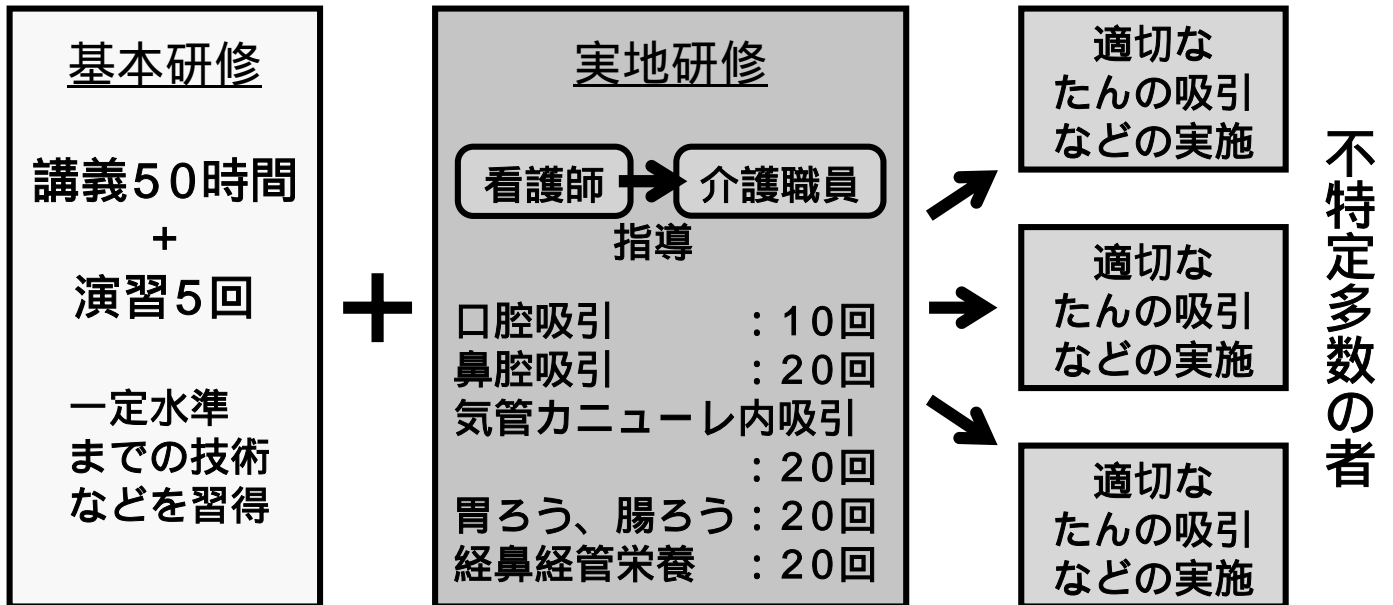 基本研修
講義50時間
+
演習5回
一定水準
までの技術
などを習得
+
実地研修
看護師
介護職員
指導
口腔吸引 :10回
鼻腔吸引 :20回
気管カニューレ内吸引
:20回
胃ろう、腸ろう:20回
経鼻経管栄養 :20回
適切な
たんの吸引
などの実施
適切な
たんの吸引
などの実施
適切な
たんの吸引
などの実施
不特定多数の者